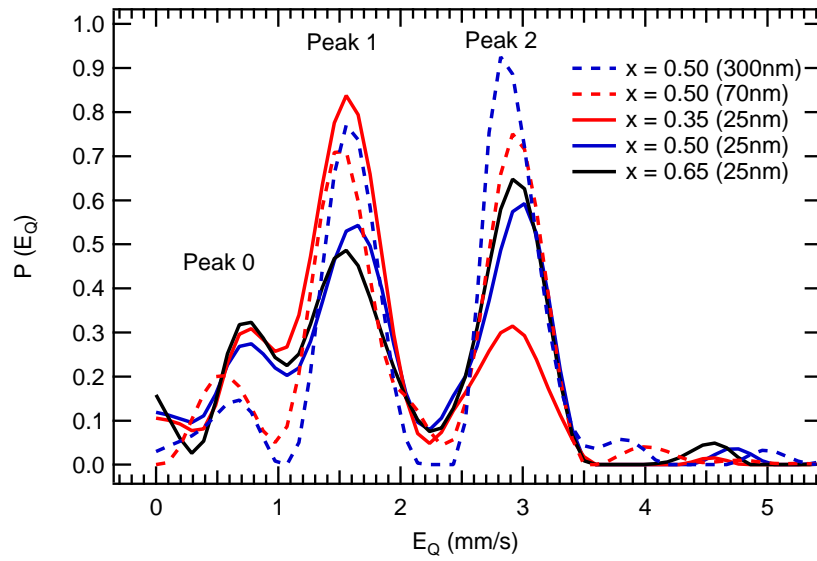 1.0
0.9
0.8
0.7
0.6
0.5
0.4
0.3
0.2
0.1
0.0
P (E_Q)
Peak 0
Peak 1
Peak 2
x = 0.50 (300nm)
x = 0.50 (70nm)
x = 0.35 (25nm)
x = 0.50 (25nm)
x = 0.65 (25nm)
0 1 2 3 4 5
E_Q (mm/s)